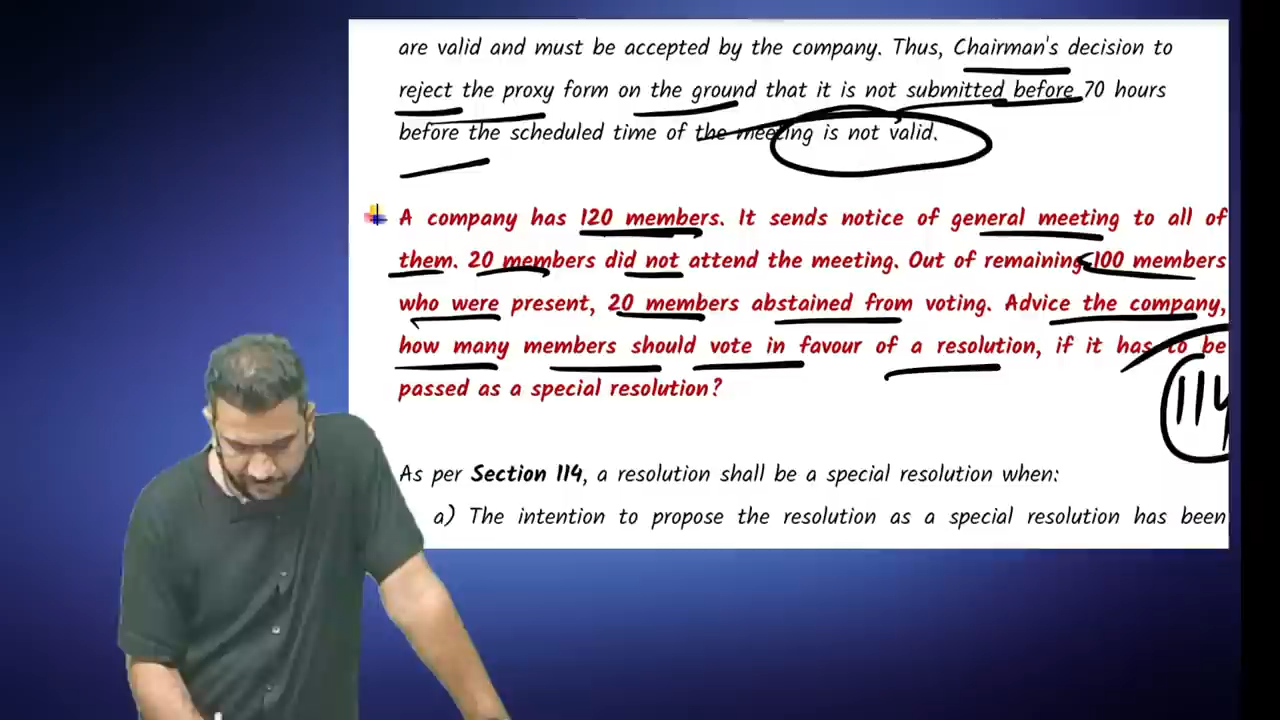 are valid and must be accepted by the company. Thus, Chairman's decision to
reject the proxy form on the ground that it is not submitted before 70 hours
before the scheduled time of the meeting is not valid.
A company has 120 members. It sends notice of general meeting to all of
them. 20 members did not attend the meeting. Out of remaining 100 members
who were present, 20 members abstained from voting. Advice the company,
how many members should vote in favour of a resolution, if it has to be
passed as a special resolution?
114
As per Section 114, a resolution shall be a special resolution when:
a) The intention to propose the resolution as a special resolution has been